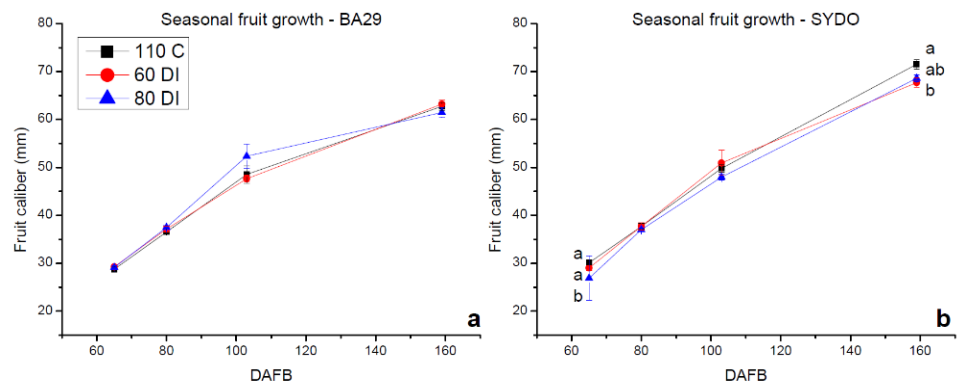 Seasonal fruit growth - BA29
80
70
60
50
40
30
20
Fruit caliber (mm)
110 C
60 DI
80 DI
60 80 100 120 140 160
DAFB
a
Seasonal fruit growth - SYDO
80
70
60
50
40
30
20
Fruit caliber (mm)
a
ab
b
a
a
b
60 80 100 120 140 160
DAFB
b